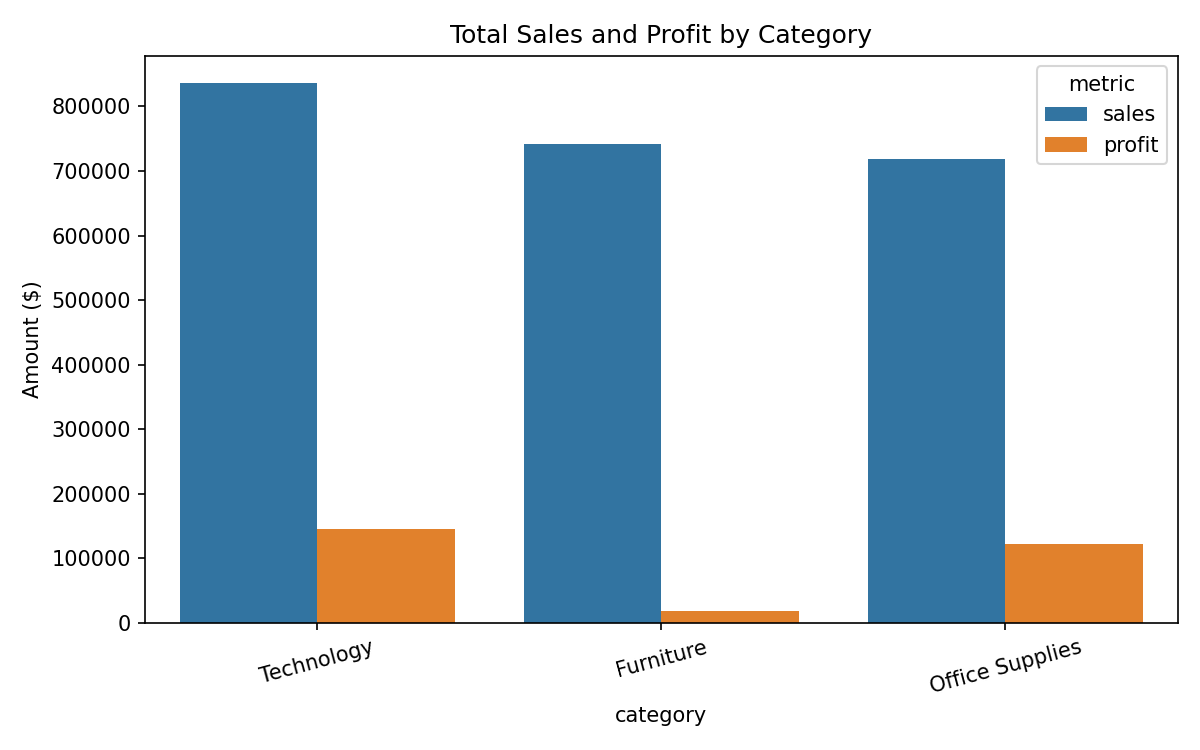 Total Sales and Profit by Category
metric
sales
profit
Amount ($)
800000
700000
600000
500000
400000
300000
200000
100000
0
Technology
Furniture
Office Supplies
category